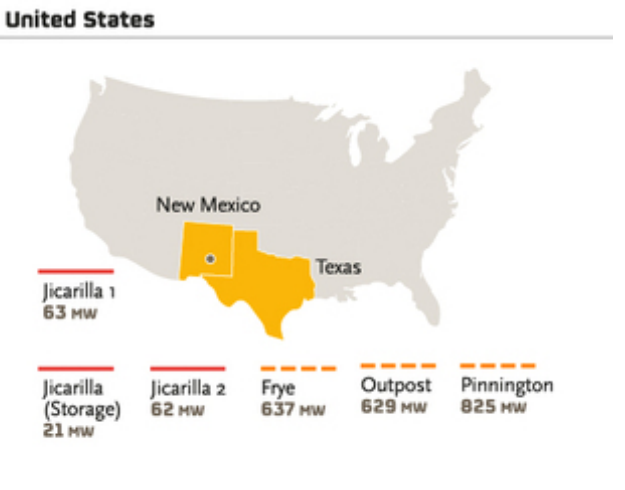 United States
New Mexico
Texas
Jicarilla 1
63 MW
Jicarilla
(Storage)
21 MW
Jicarilla 2
62 MW
Frye
637 MW
Outpost
629 MW
Pinnington
825 MW